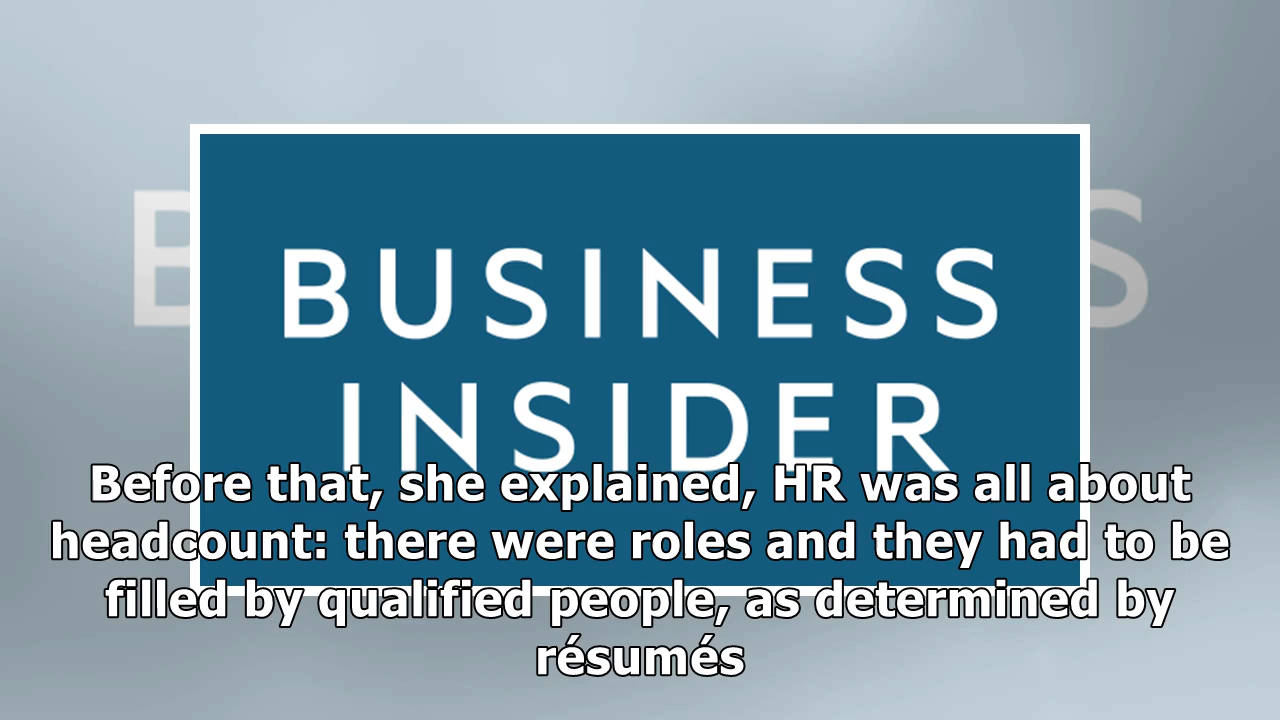 BUSINESS
INSIDER
Before that, she explained, HR was all about
headcount: there were roles and they had to be
filled by qualified people, as determined by
résumés